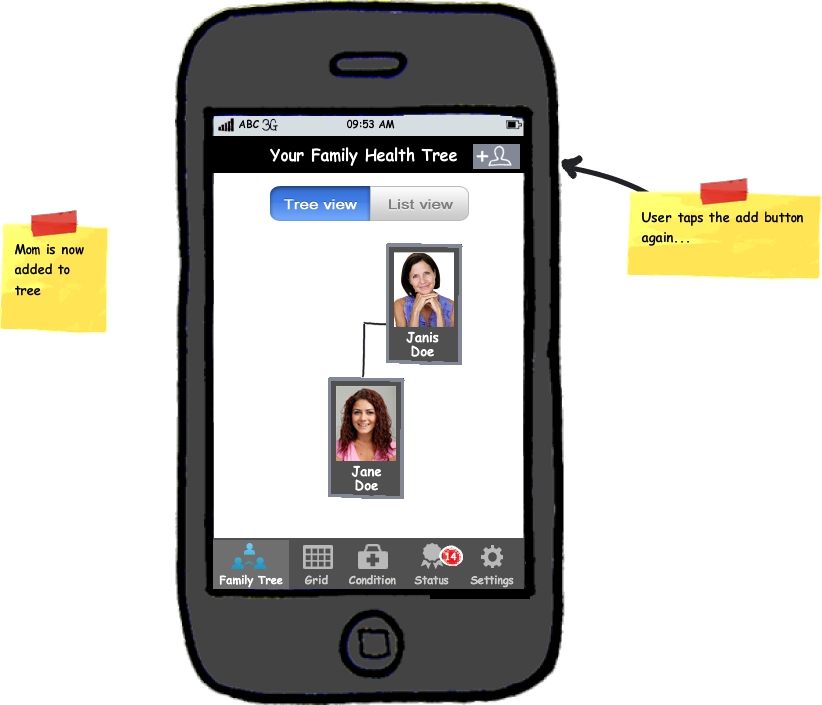 ABC 3G 09:53 AM
Your Family Health Tree
Tree view List view
Mom is now
added to
tree
User taps the add button
again...
Janis
Doe
Jane
Doe
14
Family Tree Grid Condition Status Settings